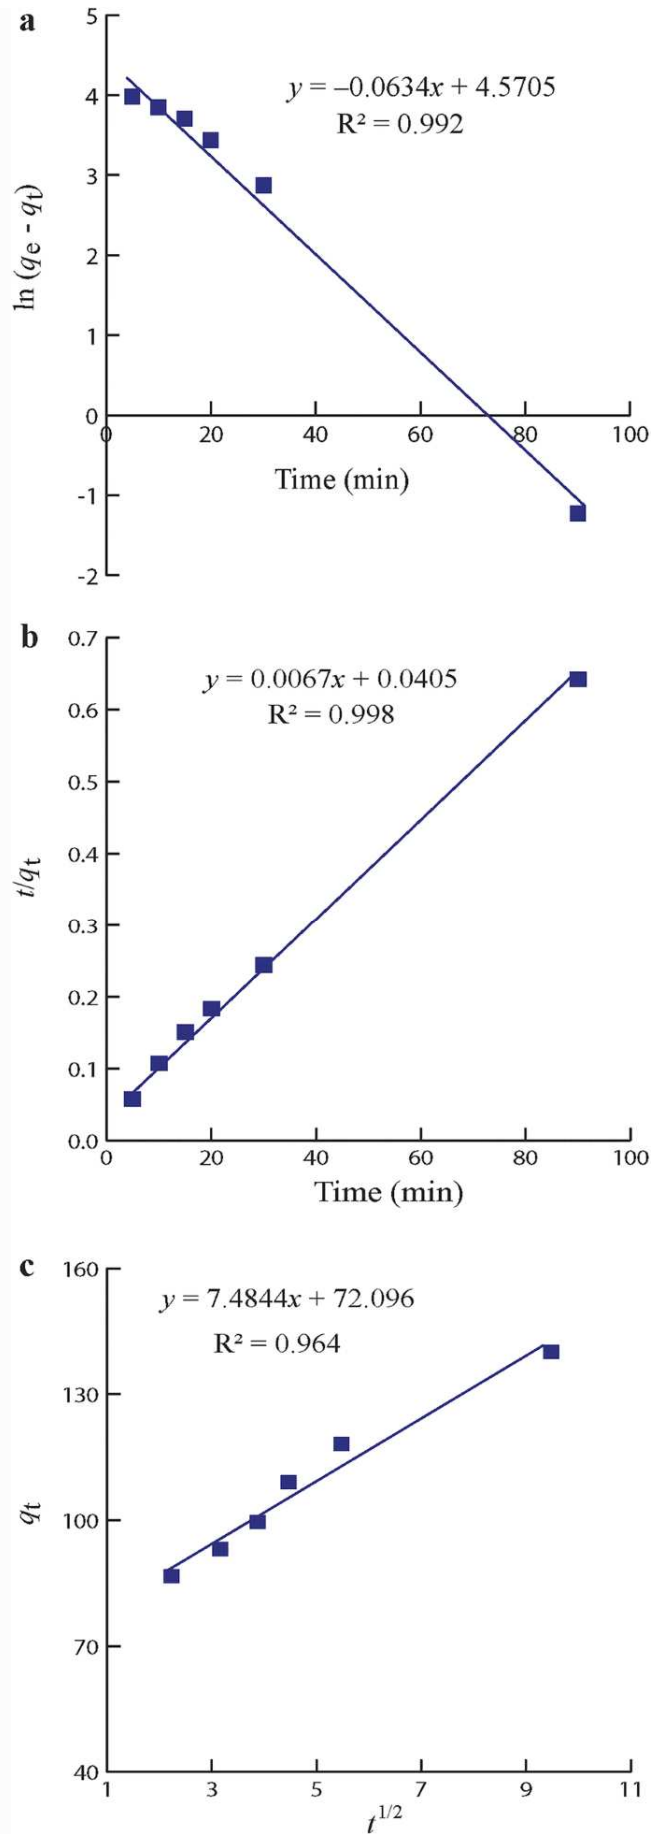 a
5
y = –0.0634x + 4.5705
R² = 0.992
4
3
2
1
0
-1
-2
ln (qe - qt)
0 20 40 60 80 100
Time (min)
b
0.7
y = 0.0067x + 0.0405
R² = 0.998
0.6
0.5
0.4
0.3
0.2
0.1
0.0
t/qt
0 20 40 60 80 100
Time (min)
c
160
y = 7.4844x + 72.096
R² = 0.964
130
100
70
40
qt
1 3 5 7 9 11
t1/2